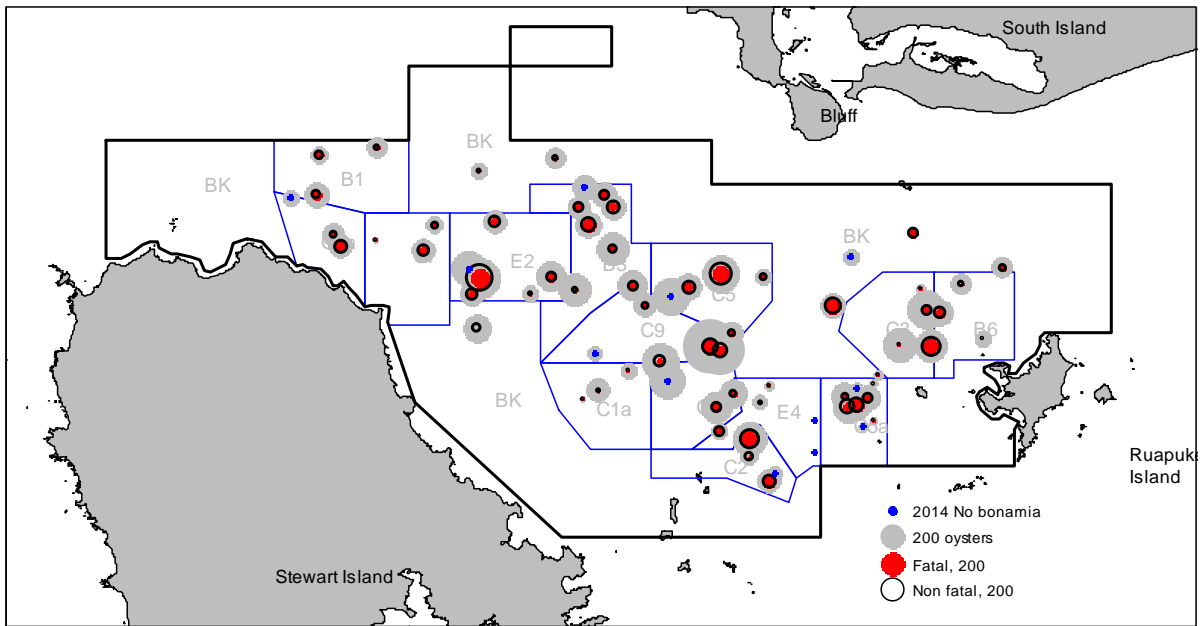 South Island
Bluff
BK
BK
B1
BK
E2
B3
C5
C9
C3
B6
BK
C1a
E4
C5a
C2
Ruapuke
Island
2014 No bonamia
200 oysters
Fatal, 200
Non fatal, 200
Stewart Island